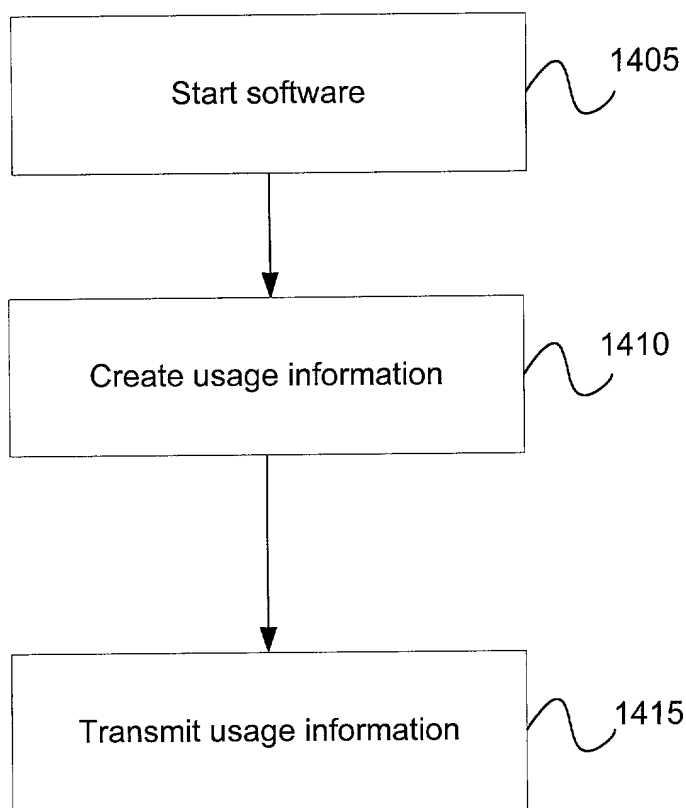 Start software
1405
Create usage information
1410
Transmit usage information
1415